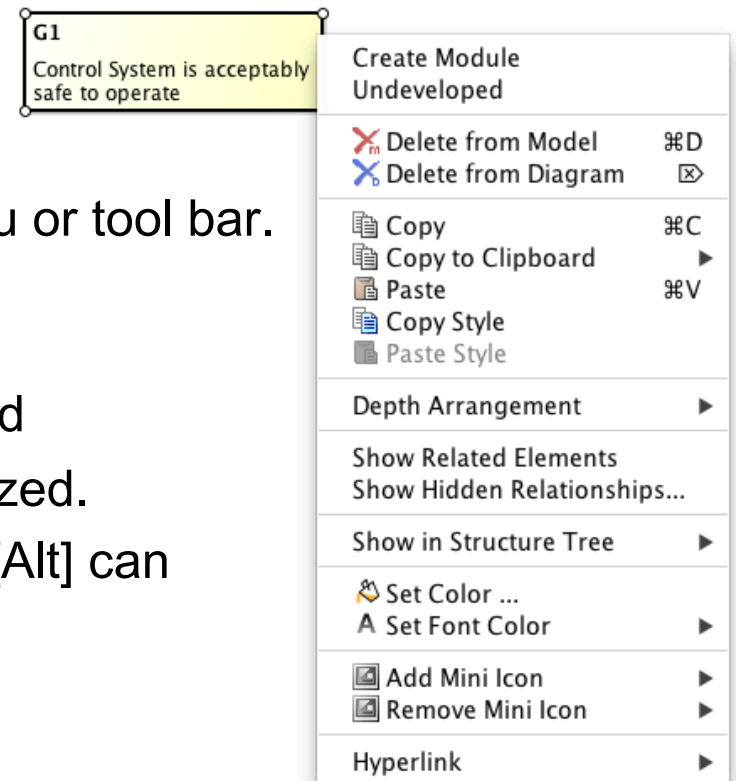 G1
Control System is acceptably
safe to operate
u or tool bar.
d
zed.
[Alt] can
Create Module
Undeveloped
Delete from Model ⌘D
Delete from Diagram ⌦
Copy ⌘C
Copy to Clipboard ▶
Paste ⌘V
Copy Style
Paste Style
Depth Arrangement ▶
Show Related Elements
Show Hidden Relationships...
Show in Structure Tree ▶
Set Color ...
A Set Font Color ▶
Add Mini Icon ▶
Remove Mini Icon ▶
Hyperlink ▶